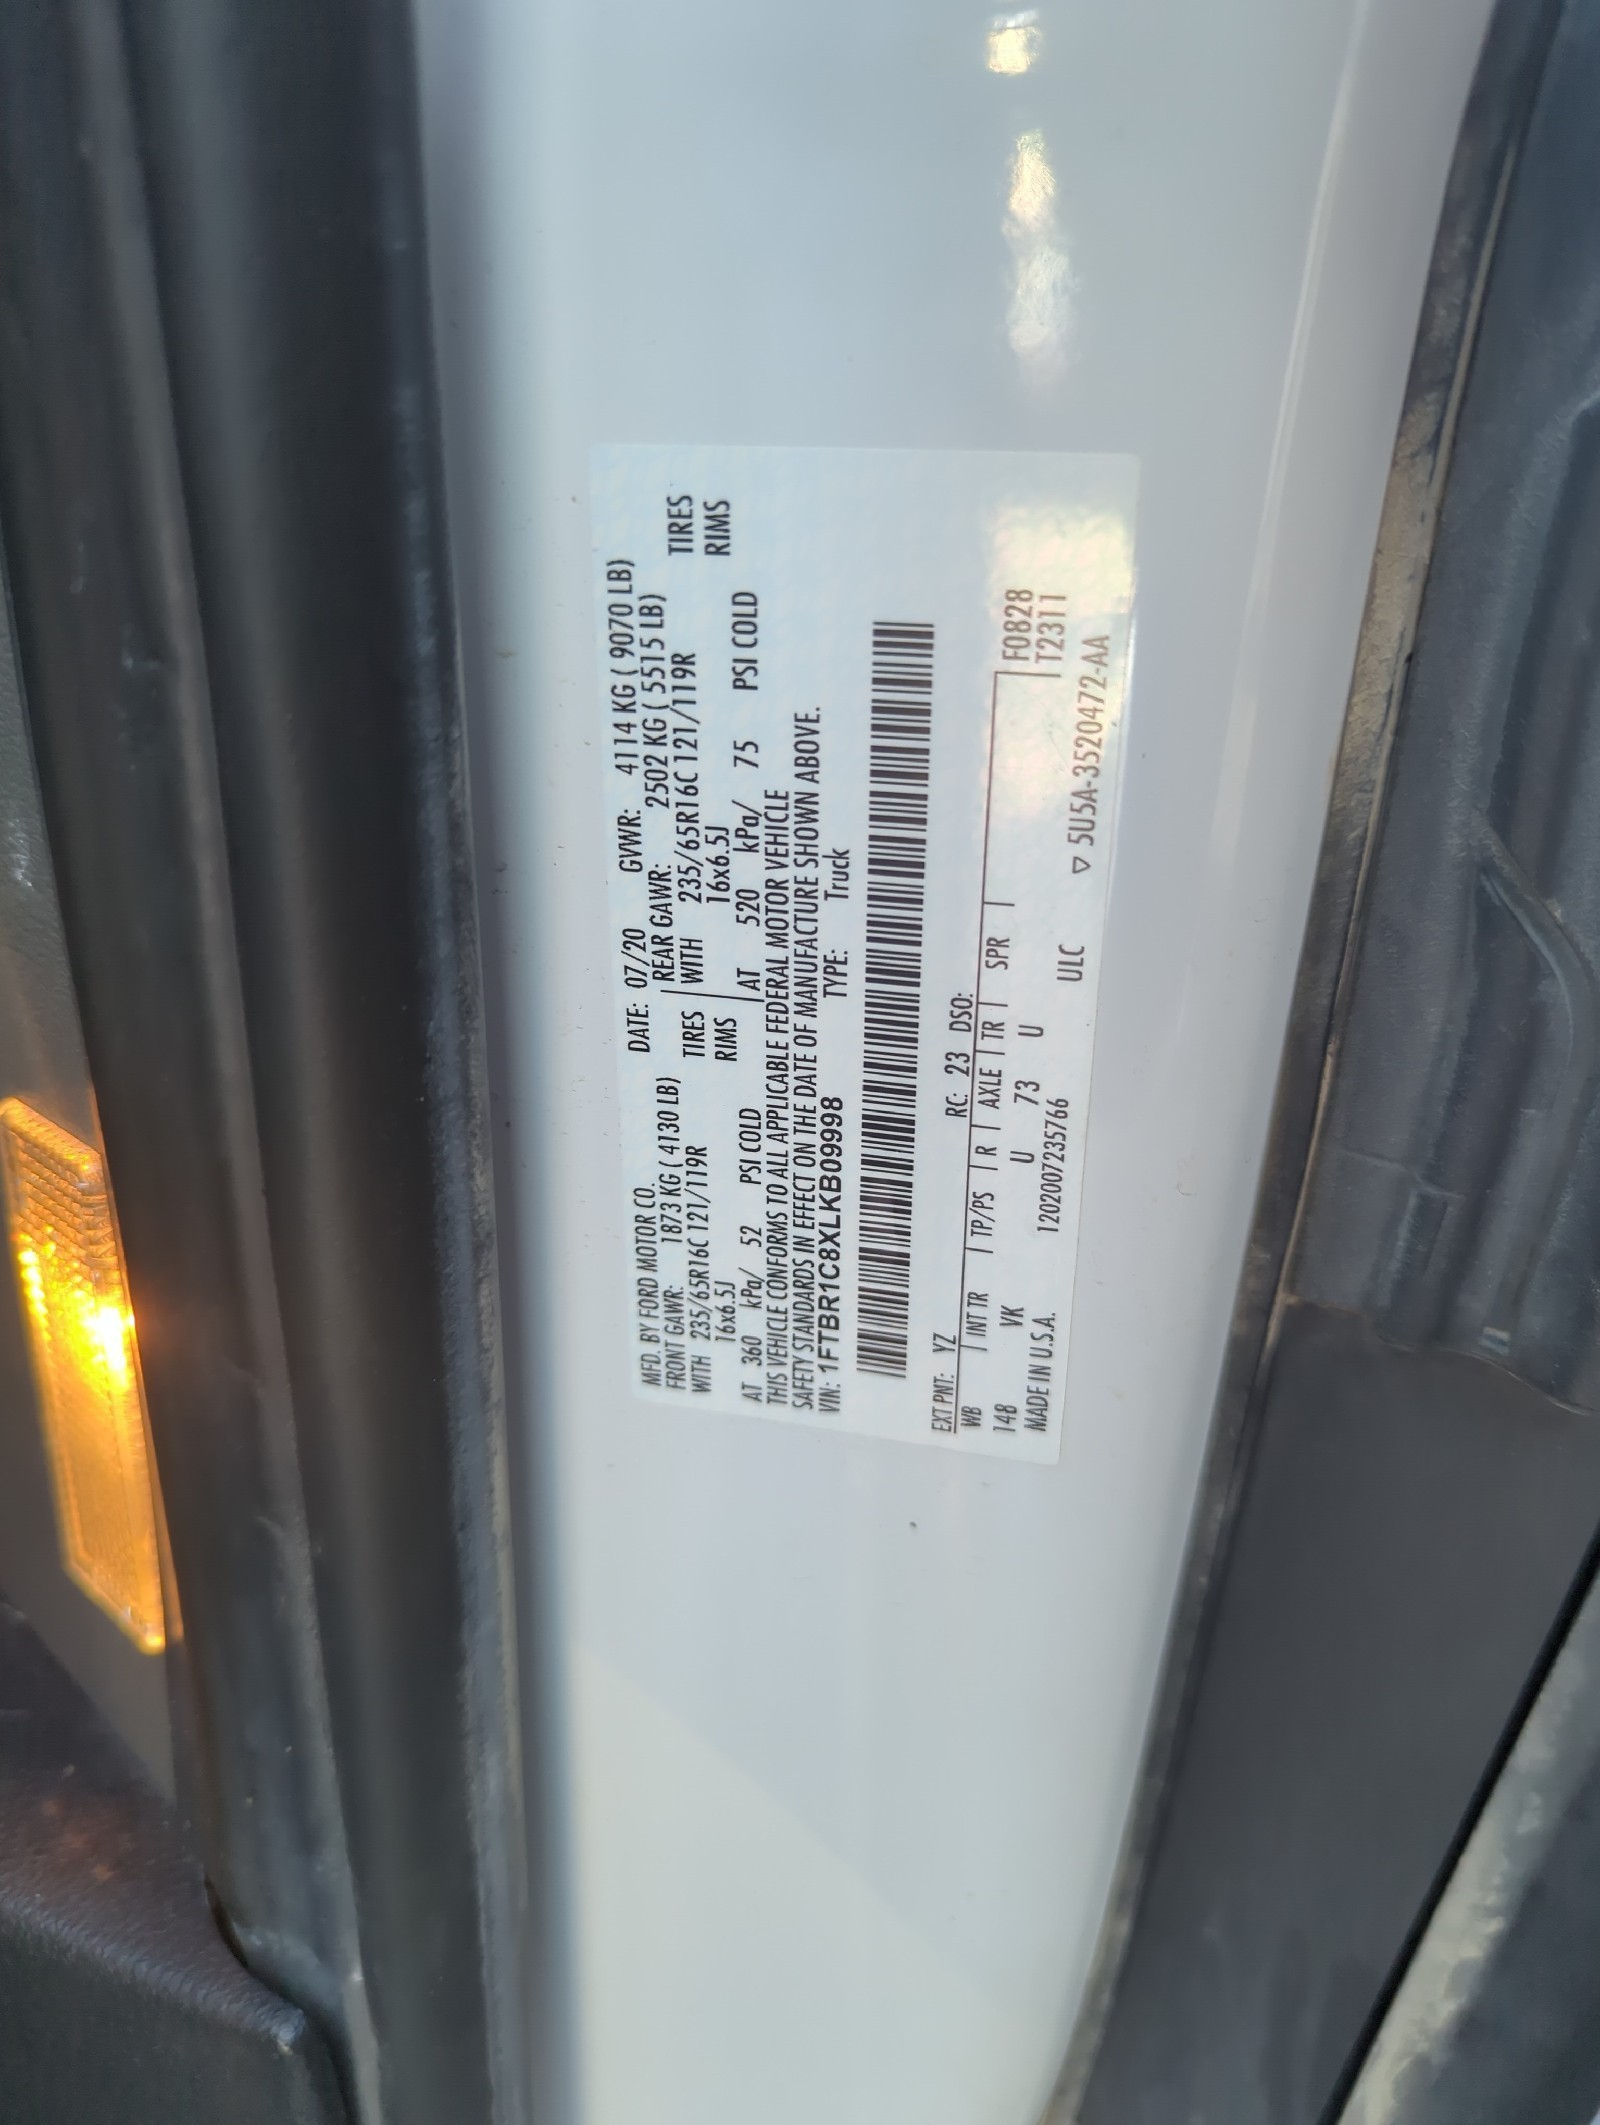 MFD. BY FORD MOTOR CO. DATE: 07/20 GVWR: 4114 KG ( 9070 LB)
FRONT GAWR: 1873 KG ( 4130 LB) REAR GAWR: 2502 KG ( 5515 LB)
WITH 235/65R16C 121/119R TIRES WITH 235/65R16C 121/119R TIRES
16x6.5J RIMS 16x6.5J RIMS
AT 360 kPa/ 52 PSI COLD AT 520 kPa/ 75 PSI COLD
THIS VEHICLE CONFORMS TO ALL APPLICABLE FEDERAL MOTOR VEHICLE
SAFETY STANDARDS IN EFFECT ON THE DATE OF MANUFACTURE SHOWN ABOVE.
VIN: 1FTBR1C8XLKB09998 TYPE: Truck
EXT PNT: YZ RC: 23 DSO:
WB INT TR TP/PS R AXLE TR SPR F0828
148 VK U 73 U T2311
MADE IN U.S.A. 1202007235766 ULC ▽ 5U5A-3520472-AA